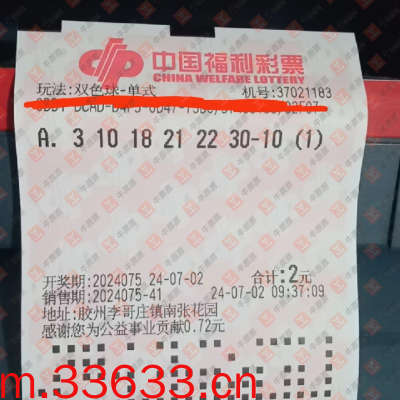 中国福利彩票
CHINA WELFARE LOTTERY
玩法:双色球-单式 机号:37021183
A. 3 10 18 21 22 30-10 (1)
开奖期:2024075 24-07-02 合计:2元
销售期:2024075-41 24-07-02 09:37:09
地址:胶州李哥庄镇南张花园
感谢您为公益事业贡献0.72元
m.33633.cn